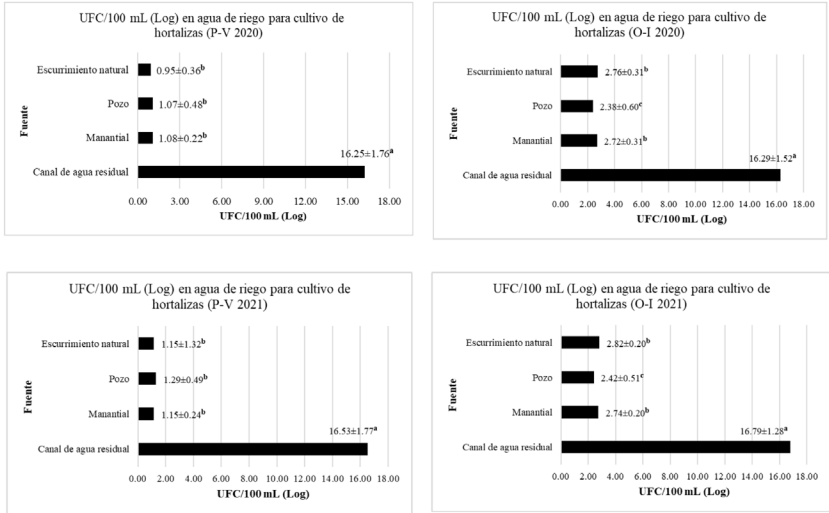 UFC/100 mL (Log) en agua de riego para cultivo de
hortalizas (P-V 2020)
Fuente
Escurrimiento natural
0.95±0.36b
Pozo
1.07±0.48b
Manantial
1.08±0.22b
Canal de agua residual
16.25±1.76a
0.00 3.00 6.00 9.00 12.00 15.00 18.00
UFC/100 mL (Log)
UFC/100 mL (Log) en agua de riego para cultivo de
hortalizas (O-I 2020)
Fuente
Escurrimiento natural
2.76±0.31b
Pozo
2.38±0.60c
Manantial
2.72±0.31b
Canal de agua residual
16.29±1.52a
0.00 2.00 4.00 6.00 8.00 10.00 12.00 14.00 16.00 18.00
UFC/100 mL (Log)
UFC/100 mL (Log) en agua de riego para cultivo de
hortalizas (P-V 2021)
Fuente
Escurrimiento natural
1.15±1.32b
Pozo
1.29±0.49b
Manantial
1.15±0.24b
Canal de agua residual
16.53±1.77a
0.00 2.00 4.00 6.00 8.00 10.00 12.00 14.00 16.00 18.00
UFC/100 mL (Log)
UFC/100 mL (Log) en agua de riego para cultivo de
hortalizas (O-I 2021)
Fuente
Escurrimiento natural
2.82±0.20b
Pozo
2.42±0.51c
Manantial
2.74±0.20b
Canal de agua residual
16.79±1.28a
0.00 2.00 4.00 6.00 8.00 10.00 12.00 14.00 16.00 18.00
UFC/100 mL (Log)